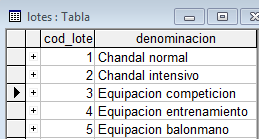 lotes : Tabla
cod_lote denominacion
+ 1 Chandal normal
+ 2 Chandal intensivo
+ 3 Equipacion competicion
+ 4 Equipacion entrenamiento
+ 5 Equipacion balonmano